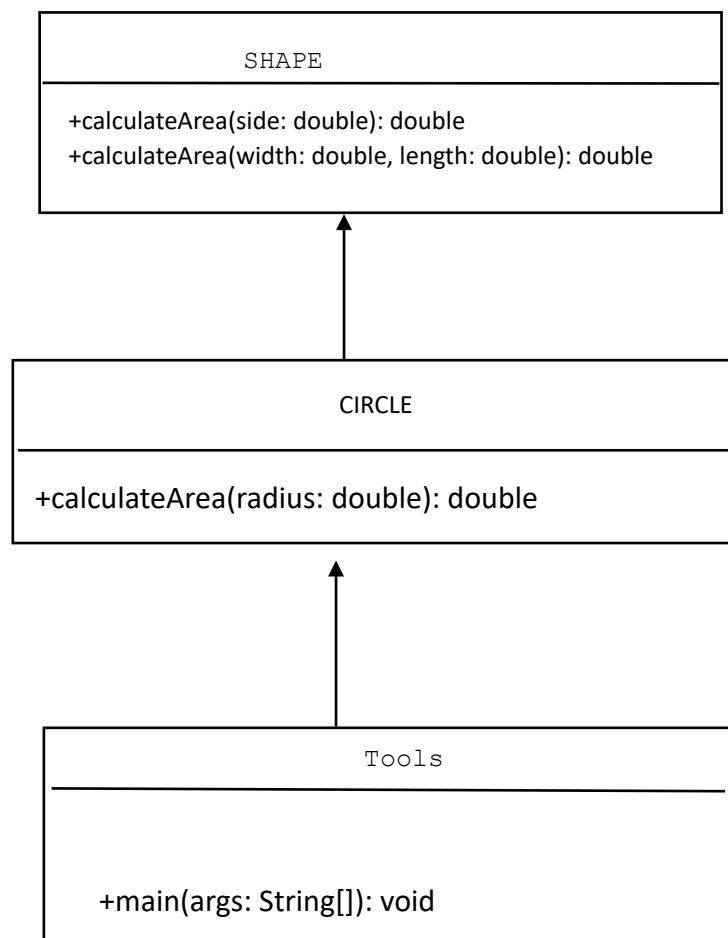 SHAPE
+calculateArea(side: double): double
+calculateArea(width: double, length: double): double
CIRCLE
+calculateArea(radius: double): double
Tools
+main(args: String[]): void